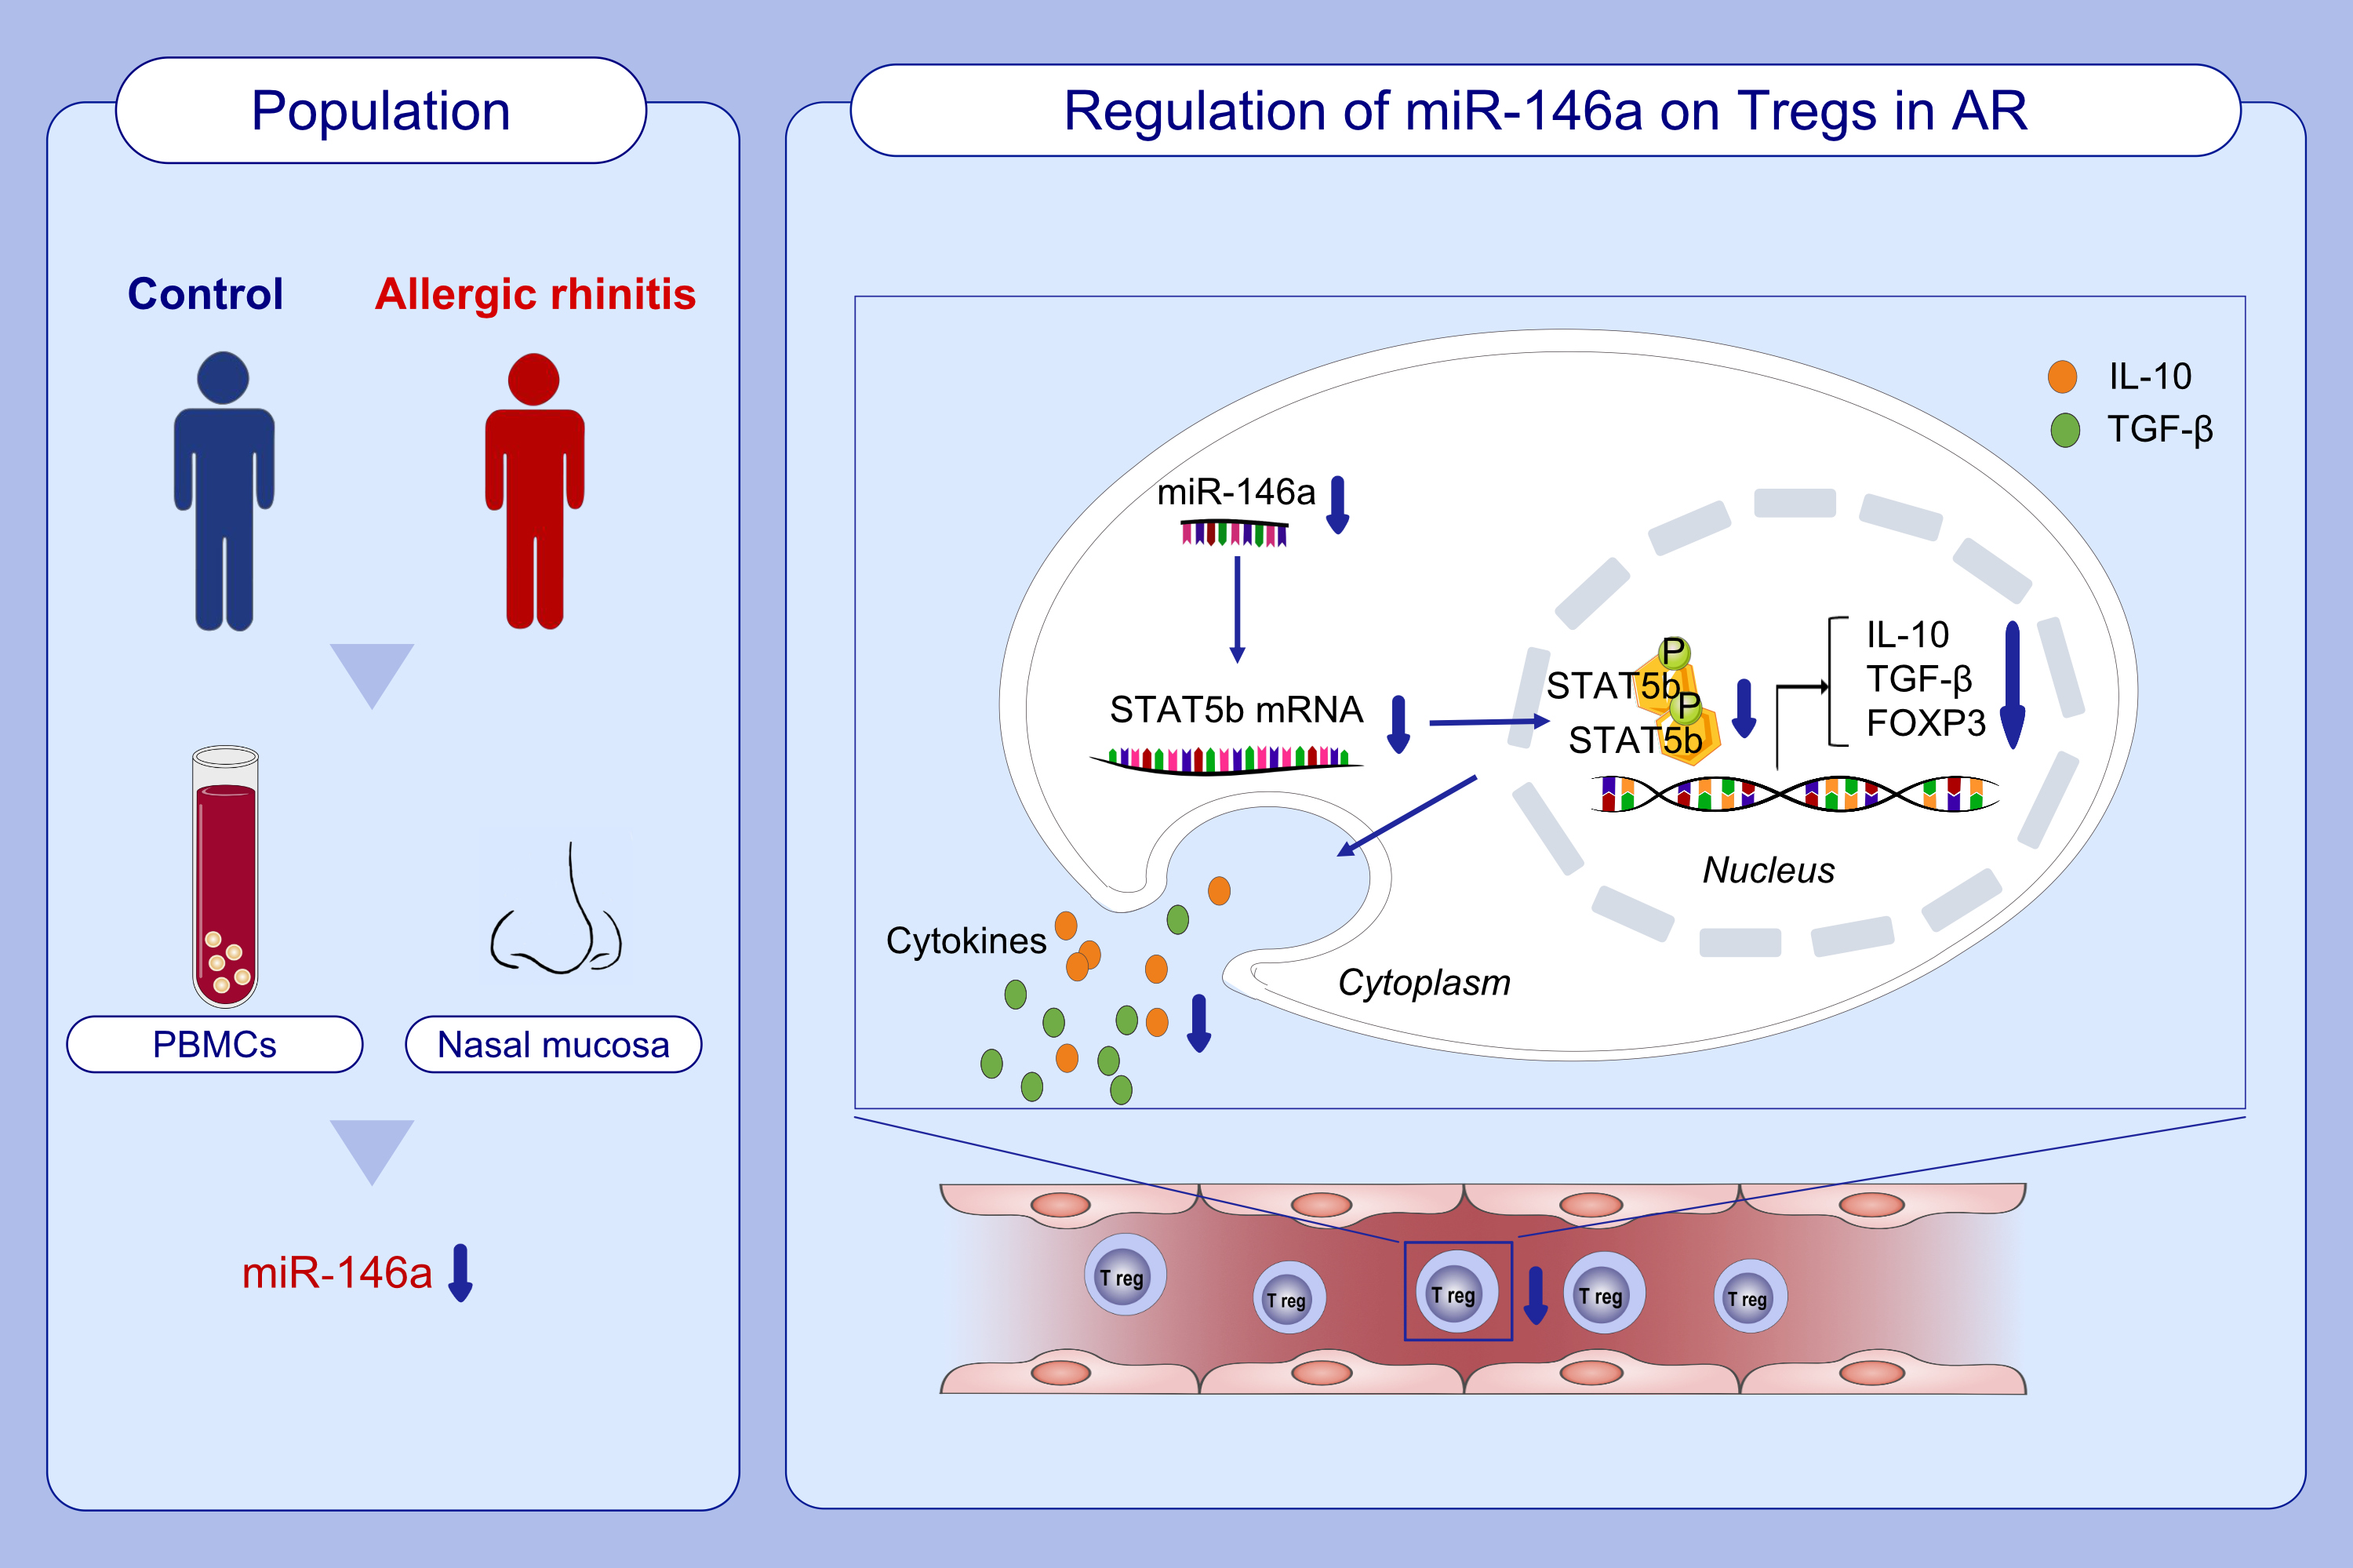 Population
Control
Allergic rhinitis
PBMCs
Nasal mucosa
miR-146a
Regulation of miR-146a on Tregs in AR
IL-10
TGF-β
miR-146a
STAT5b mRNA
P
STAT5b
P
STAT5b
IL-10
TGF-β
FOXP3
Nucleus
Cytokines
Cytoplasm
T reg
T reg
T reg
T reg
T reg